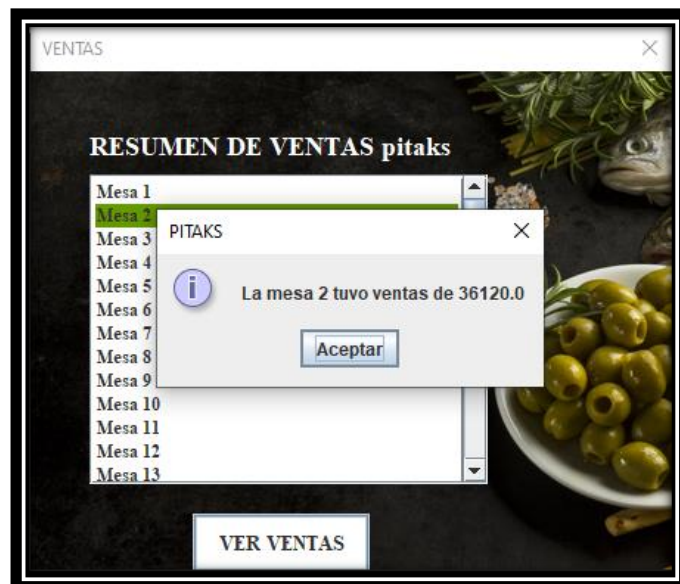 VENTAS
RESUMEN DE VENTAS pitaks
Mesa 1
Mesa 2
Mesa 3
Mesa 4
Mesa 5
Mesa 6
Mesa 7
Mesa 8
Mesa 9
Mesa 10
Mesa 11
Mesa 12
Mesa 13
PITAKS
i
La mesa 2 tuvo ventas de 36120.0
Aceptar
VER VENTAS